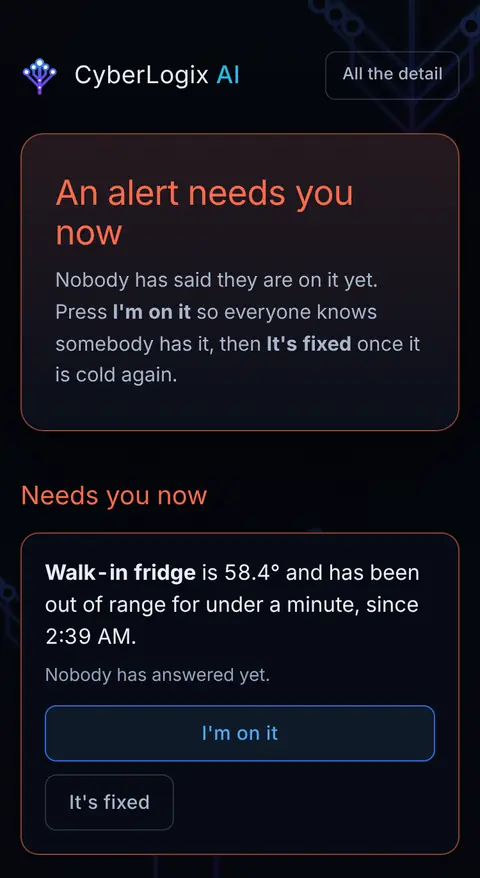 CyberLogix AI
All the detail
An alert needs you
now
Nobody has said they are on it yet.
Press I'm on it so everyone knows
somebody has it, then It's fixed once it
is cold again.
Needs you now
Walk-in fridge is 58.4° and has been
out of range for under a minute, since
2:39 AM.
Nobody has answered yet.
I'm on it
It's fixed